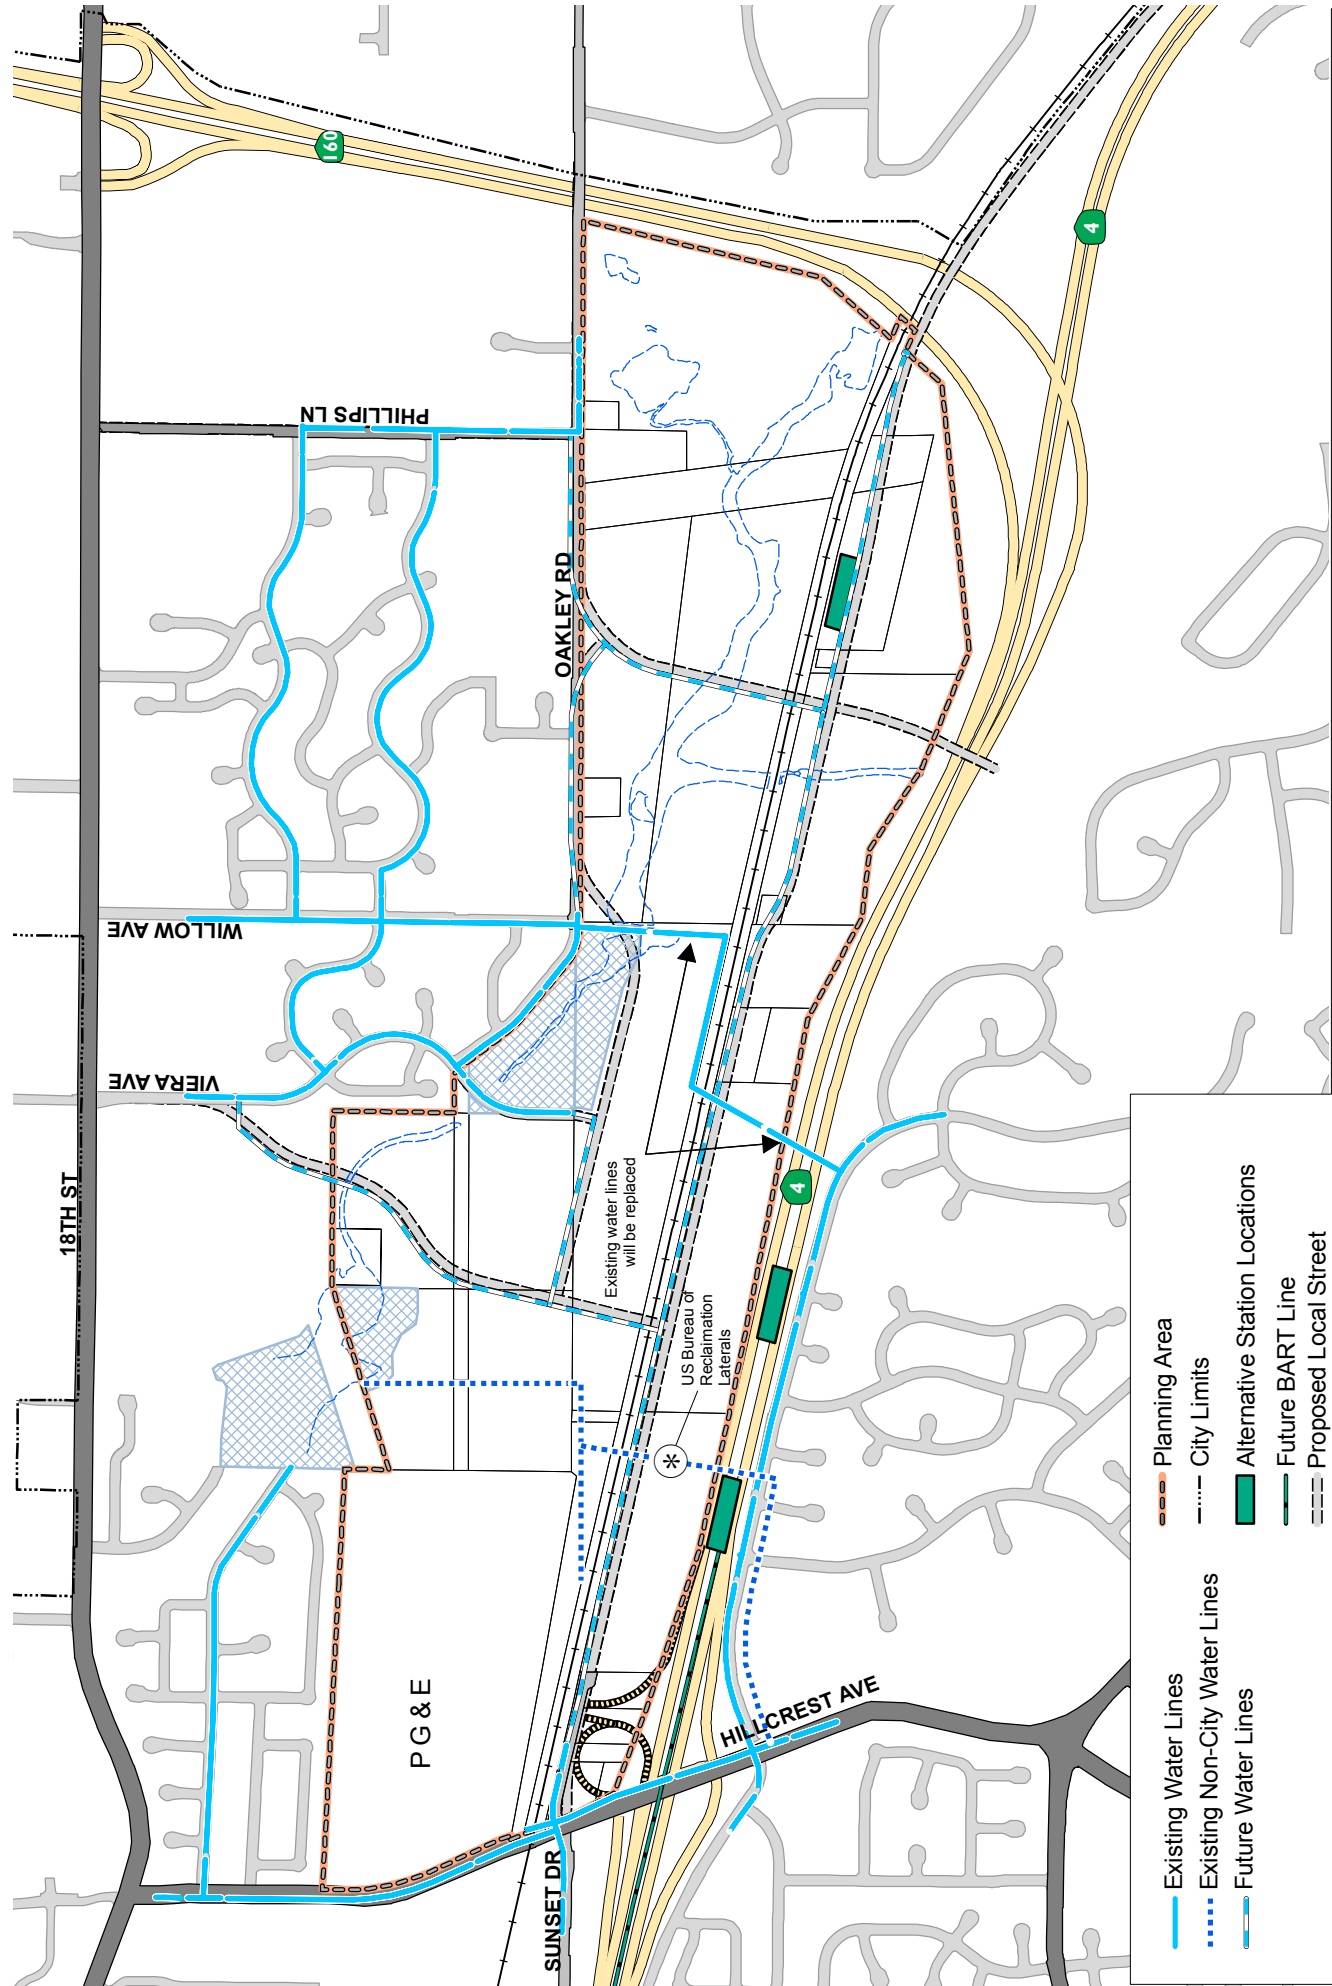 160
4
PHILLIPS LN
OAKLEY RD
WILLOW AVE
VIERA AVE
18TH ST
Existing water lines
will be replaced
4
US Bureau of
Reclaimation
Laterals
*
PG&E
HILLCREST AVE
SUNSET DR
Existing Water Lines
Existing Non-City Water Lines
Future Water Lines
Planning Area
City Limits
Alternative Station Locations
Future BART Line
Proposed Local Street